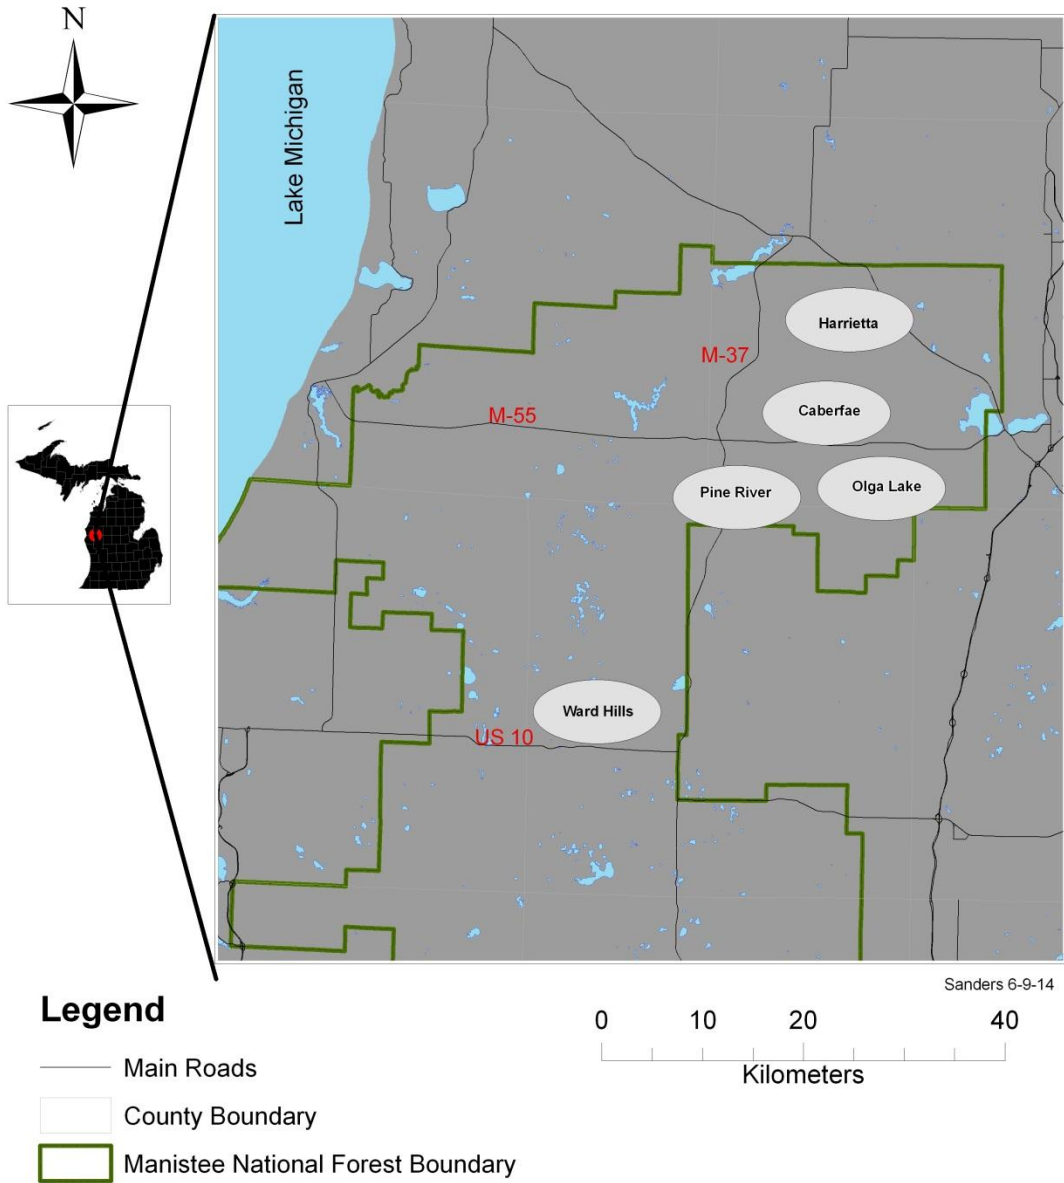 N
Lake Michigan
Harrietta
M-37
Caberfae
M-55
Pine River
Olga Lake
Ward Hills
US 10
Sanders 6-9-14
Legend
0 10 20 40
Kilometers
Main Roads
County Boundary
Manistee National Forest Boundary